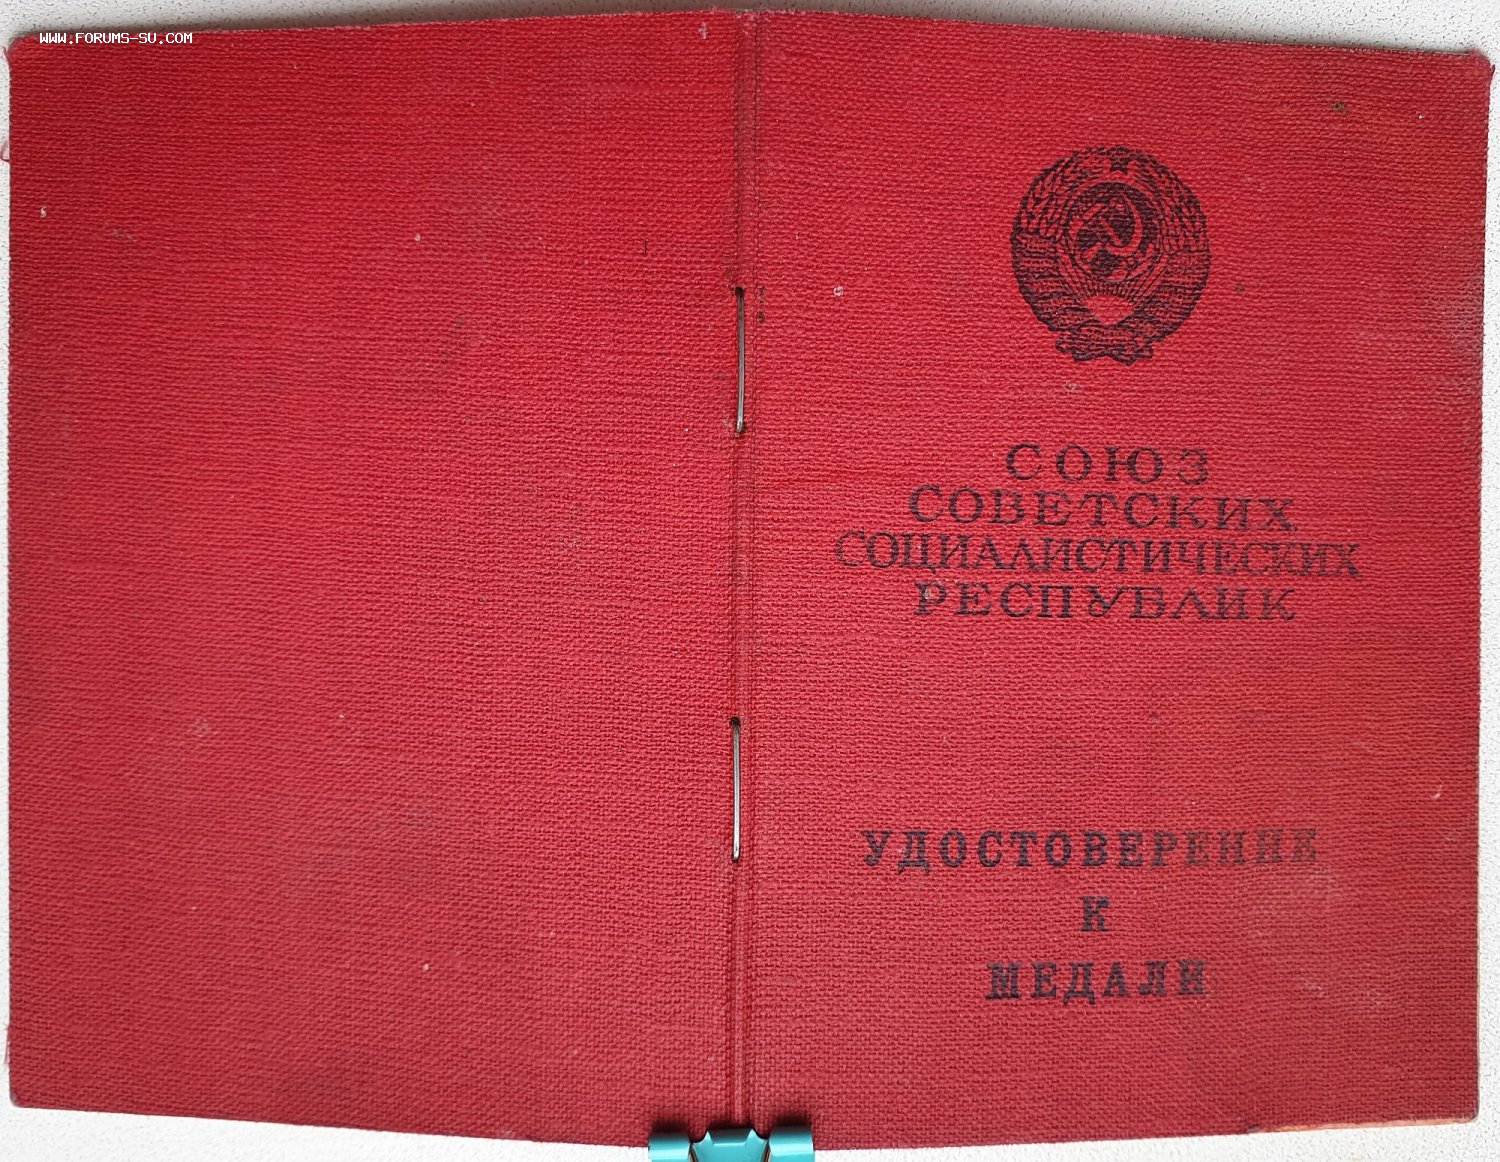 WWW.FORUMS-SU.COM
СОЮЗ
СОВЕТСКИХ
СОЦИАЛИСТИЧЕСКИХ
РЕСПУБЛИК
УДОСТОВЕРЕНИЕ
К
МЕДАЛИ